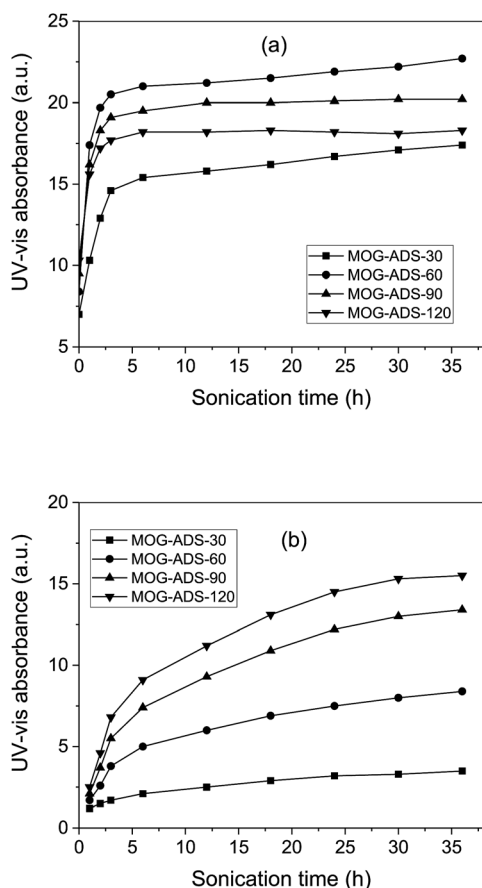 (a)
25
20
15
10
5
UV-vis absorbance (a.u.)
MOG-ADS-30
MOG-ADS-60
MOG-ADS-90
MOG-ADS-120
0 5 10 15 20 25 30 35
Sonication time (h)
(b)
20
15
10
5
0
UV-vis absorbance (a.u.)
MOG-ADS-30
MOG-ADS-60
MOG-ADS-90
MOG-ADS-120
0 5 10 15 20 25 30 35
Sonication time (h)